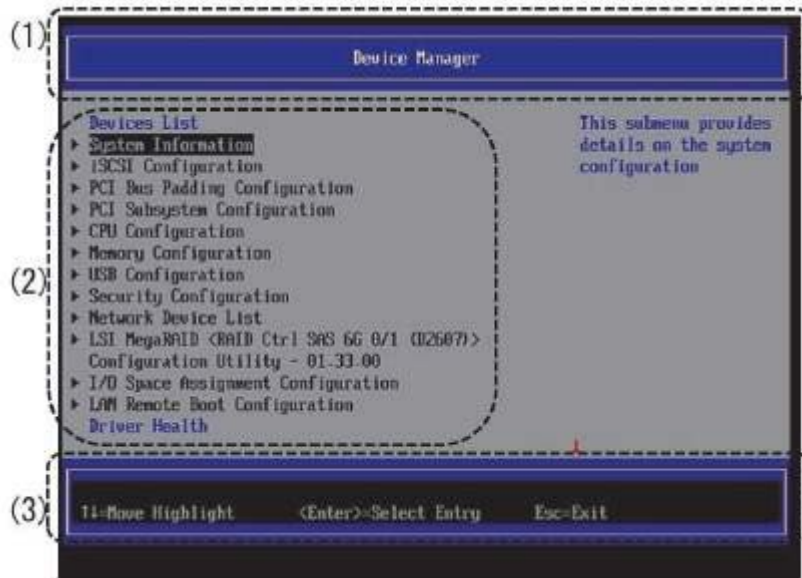 (1)
Device Manager
Devices List
This submenu provides
▶ System Information
details on the system
▶ iSCSI Configuration
configuration
▶ PCI Bus Padding Configuration
▶ PCI Subsystem Configuration
▶ CPU Configuration
▶ Memory Configuration
(2)
▶ USB Configuration
▶ Security Configuration
▶ Network Device List
▶ LSI MegaRAID <RAID Ctrl SAS 6G 0/1 (D2607)>
Configuration Utility - 01.33.00
▶ I/O Space Assignment Configuration
▶ LAN Remote Boot Configuration
Driver Health
(3)
↑↓=Move Highlight <Enter>=Select Entry Esc=Exit